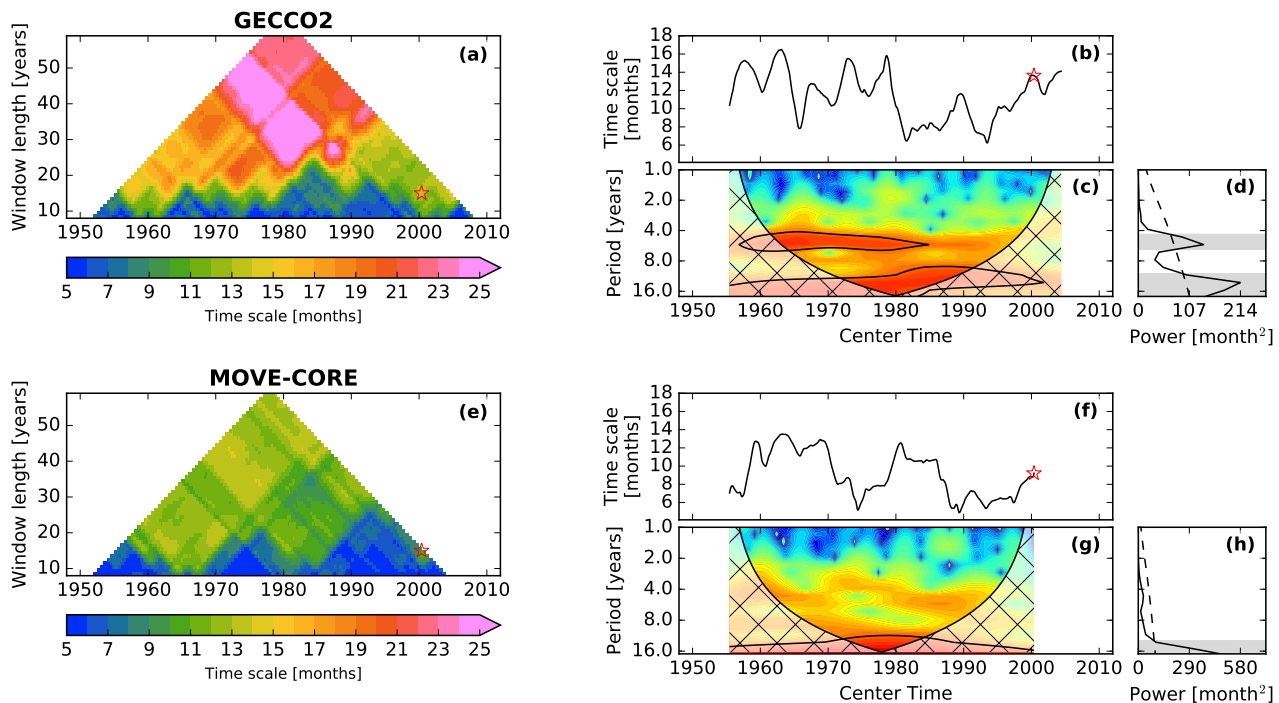 GECCO2
(a)
Window length [years]
50
40
30
20
10
1950 1960 1970 1980 1990 2000 2010
5 7 9 11 13 15 17 19 21 23 25
Time scale [months]
(b)
Time scale
[months]
18
16
14
12
10
8
6
(c)
Period [years]
1.0
2.0
4.0
8.0
16.0
1950 1960 1970 1980 1990 2000 2010
Center Time
(d)
0 107 214
Power [month²]
MOVE-CORE
(e)
Window length [years]
50
40
30
20
10
1950 1960 1970 1980 1990 2000 2010
5 7 9 11 13 15 17 19 21 23 25
Time scale [months]
(f)
Time scale
[months]
18
16
14
12
10
8
6
(g)
Period [years]
1.0
2.0
4.0
8.0
16.0
1950 1960 1970 1980 1990 2000 2010
Center Time
(h)
0 290 580
Power [month²]